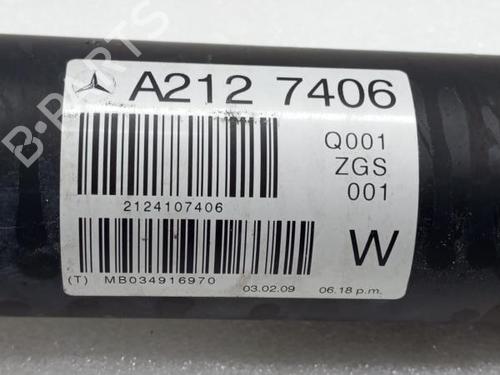 B-PARTS
A212 7406
Q001
ZGS
001
2124107406
W
(T) MB034916970
03.02.09 06.18 p.m.